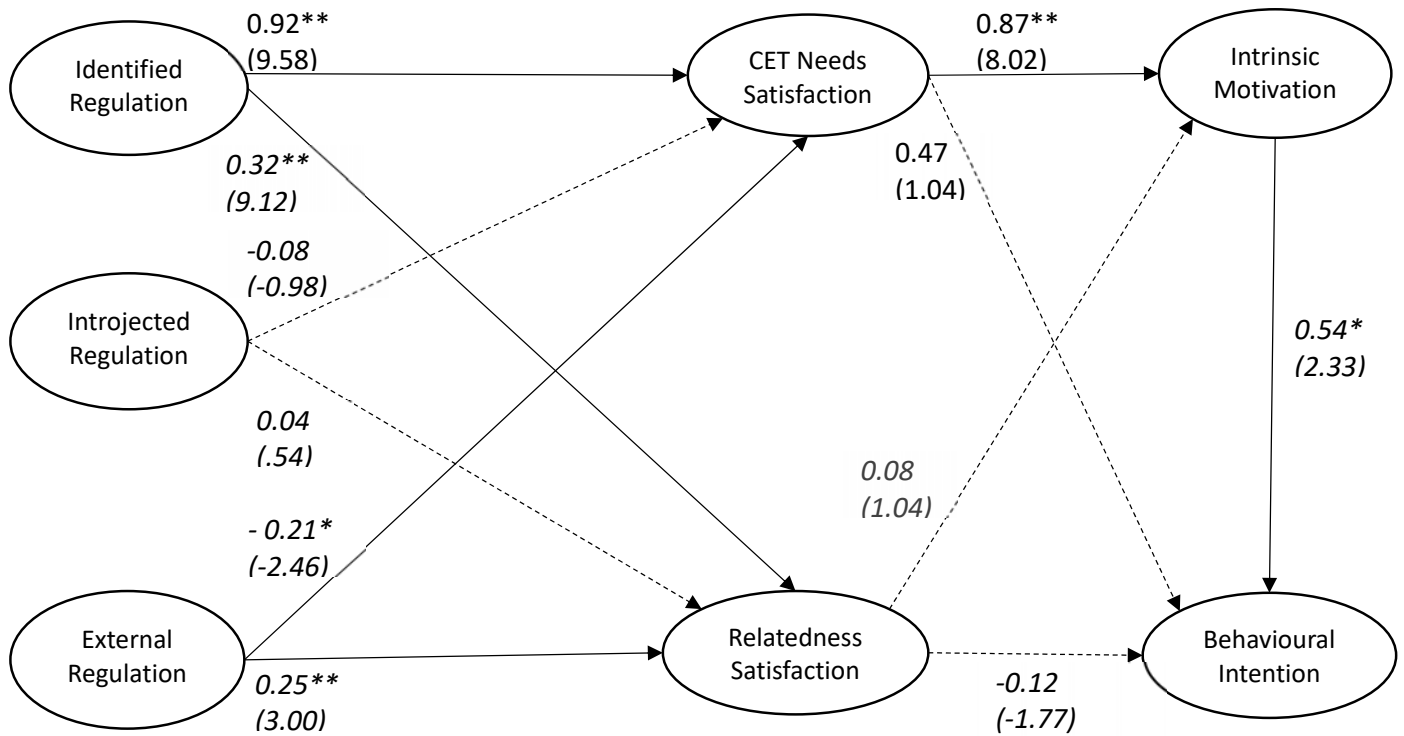 0.92**
(9.58)
0.87**
(8.02)
Identified
Regulation
CET Needs
Satisfaction
Intrinsic
Motivation
0.32**
(9.12)
0.47
(1.04)
-0.08
(-0.98)
Introjected
Regulation
0.54*
(2.33)
0.04
(.54)
0.08
(1.04)
- 0.21*
(-2.46)
External
Regulation
Relatedness
Satisfaction
Behavioural
Intention
0.25**
(3.00)
-0.12
(-1.77)